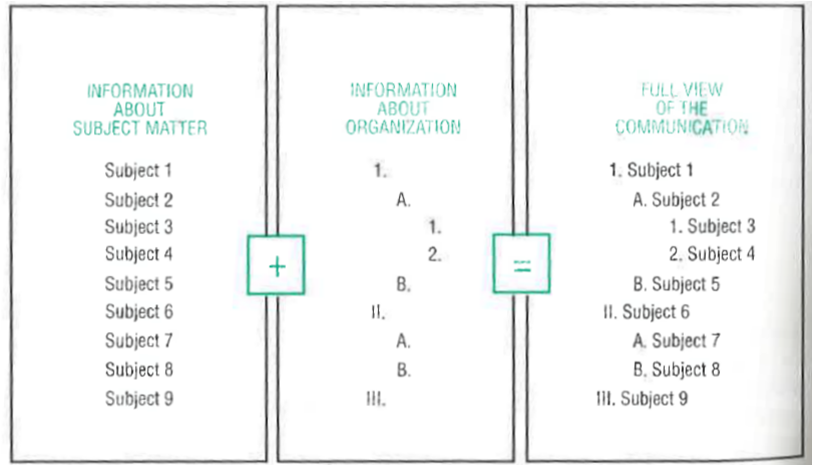 INFORMATION
ABOUT
SUBJECT MATTER
Subject 1
Subject 2
Subject 3
Subject 4
Subject 5
Subject 6
Subject 7
Subject 8
Subject 9
+
INFORMATION
ABOUT
ORGANIZATION
1.
A.
1.
2.
B.
II.
A.
B.
III.
=
FULL VIEW
OF THE
COMMUNICATION
1. Subject 1
A. Subject 2
1. Subject 3
2. Subject 4
B. Subject 5
II. Subject 6
A. Subject 7
B. Subject 8
III. Subject 9